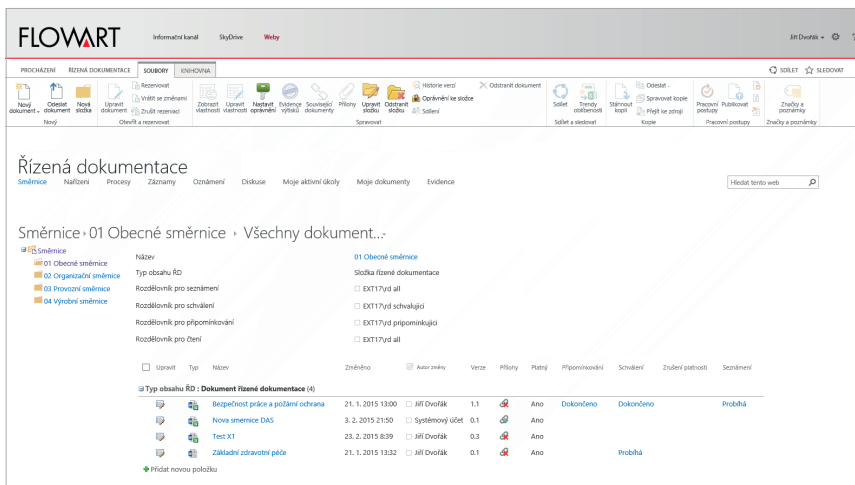 FLOWART
Informační kanál SkyDrive Weby
Jiří Dvořák
?
PROCHÁZENÍ ŘÍZENÁ DOKUMENTACE SOUBORY KNIHOVNA
SDÍLET SLEDOVAT
Nový dokument
Odeslat dokument
Nová složka
Nový
Upravit dokument
Rezervovat
Vrátit se změnami
Zrušit rezervaci
Otevřít a rezervovat
Zobrazit vlastnosti
Upravit vlastnosti
Nastavit oprávnění
Evidence výtisků
Související dokumenty
Přílohy
Upravit složku
Odstranit složku
Historie verzí
Oprávnění ke složce
Sdílení
Odstranit dokument
Spravovat
Sdílet
Trendy oblíbenosti
Sdílet a sledovat
Stáhnout kopii
Odeslat -
Spravovat kopie
Přejít ke zdroji
Kopie
Pracovní postupy
Publikovat
Pracovní postupy
Značky a poznámky
Značky a poznámky
Řízená dokumentace
Směrnice Nařízení Procesy Záznamy Oznámení Diskuse Moje aktivní úkoly Moje dokumenty Evidence
Hledat tento web
Směrnice › 01 Obecné směrnice › Všechny dokument...
Směrnice
01 Obecné směrnice
02 Organizační směrnice
03 Provozní směrnice
04 Výrobní směrnice
Název 01 Obecné směrnice
Typ obsahu ŘD Složka řízené dokumentace
Rozdělovník pro seznámení EXT17\rd all
Rozdělovník pro schválení EXT17\rd schvalujici
Rozdělovník pro připomínkování EXT17\rd pripominkujici
Rozdělovník pro čtení EXT17\rd all
Upravit Typ Název Změněno Autor změny Verze Přílohy Platný Připomínkování Schválení Zrušení platnosti Seznámení
Typ obsahu ŘD : Dokument řízené dokumentace (4)
Bezpečnost práce a požární ochrana 21. 1. 2015 13:00 Jiří Dvořák 1.1 Ano Dokončeno Dokončeno Probíhá
Nova smernice DAS 3. 2. 2015 21:50 Systémový účet 0.1 Ano
Test X1 23. 2. 2015 8:39 Jiří Dvořák 0.3 Ano
Základní zdravotní péče 21. 1. 2015 13:32 Jiří Dvořák 0.1 Ano Probíhá
Přidat novou položku